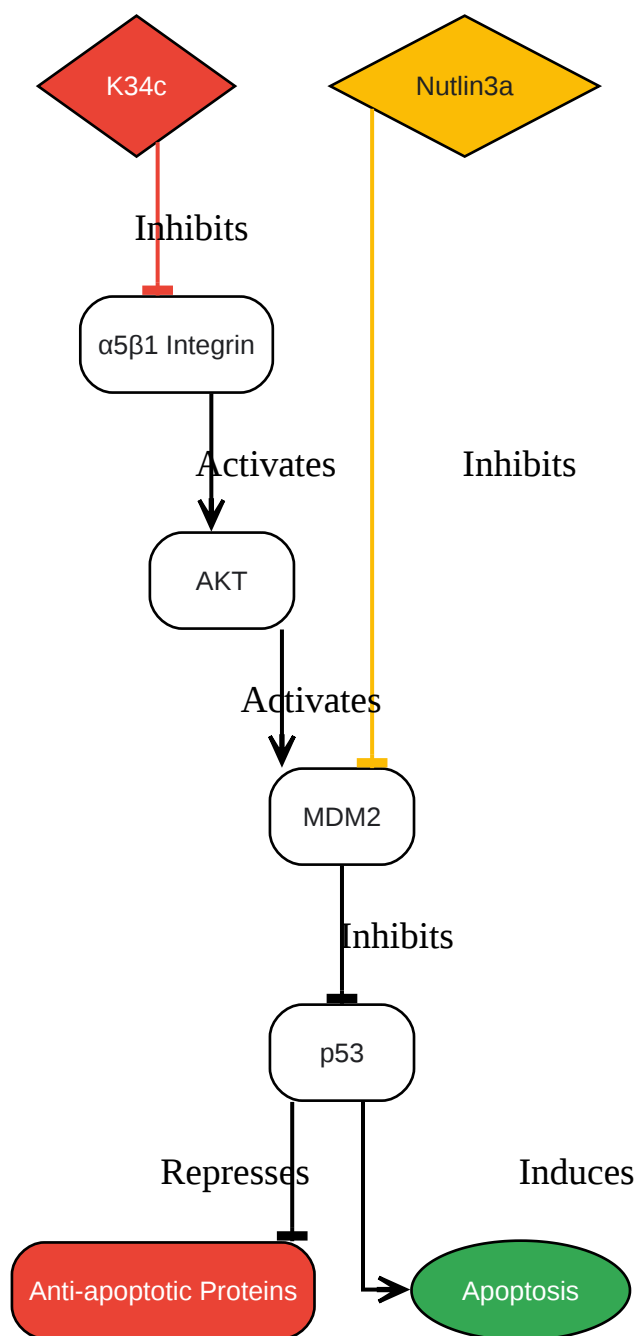 K34c
Nutlin3a
Inhibits
α5β1 Integrin
Activates
Inhibits
AKT
Activates
MDM2
Inhibits
p53
Represses
Induces
Anti-apoptotic Proteins
Apoptosis